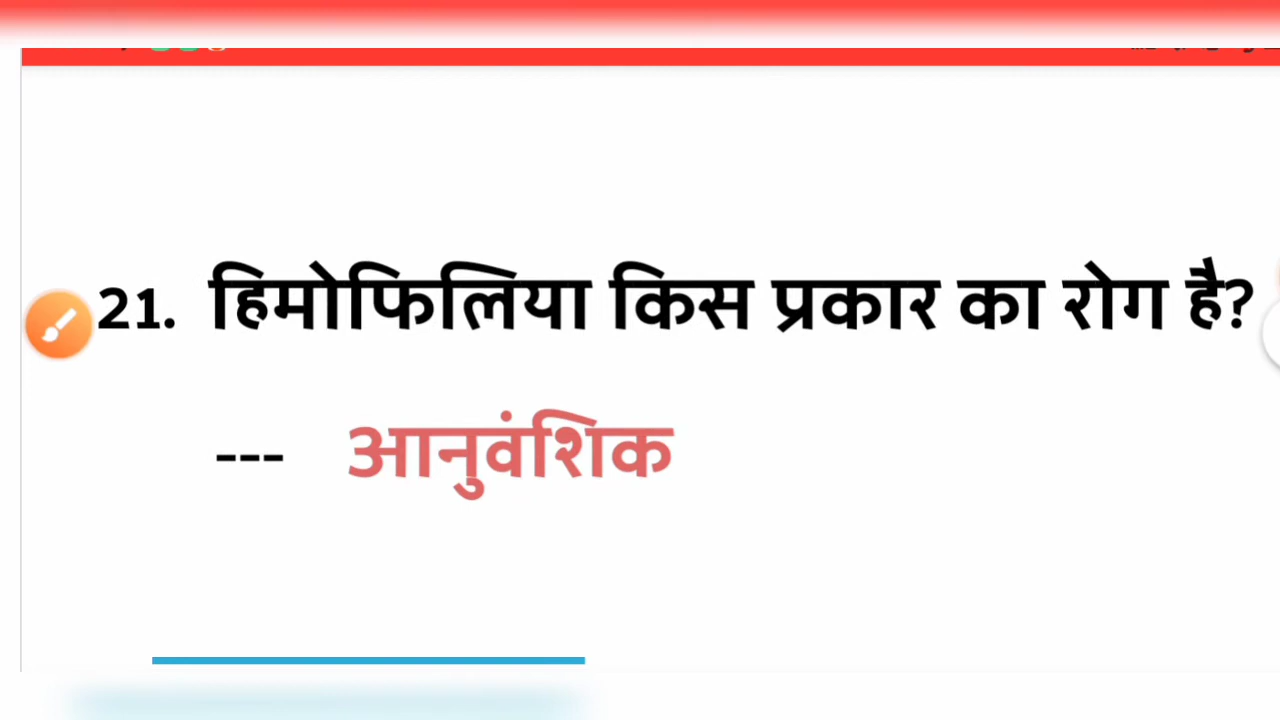 21. हिमोफिलिया किस प्रकार का रोग है?
--- आनुवंशिक